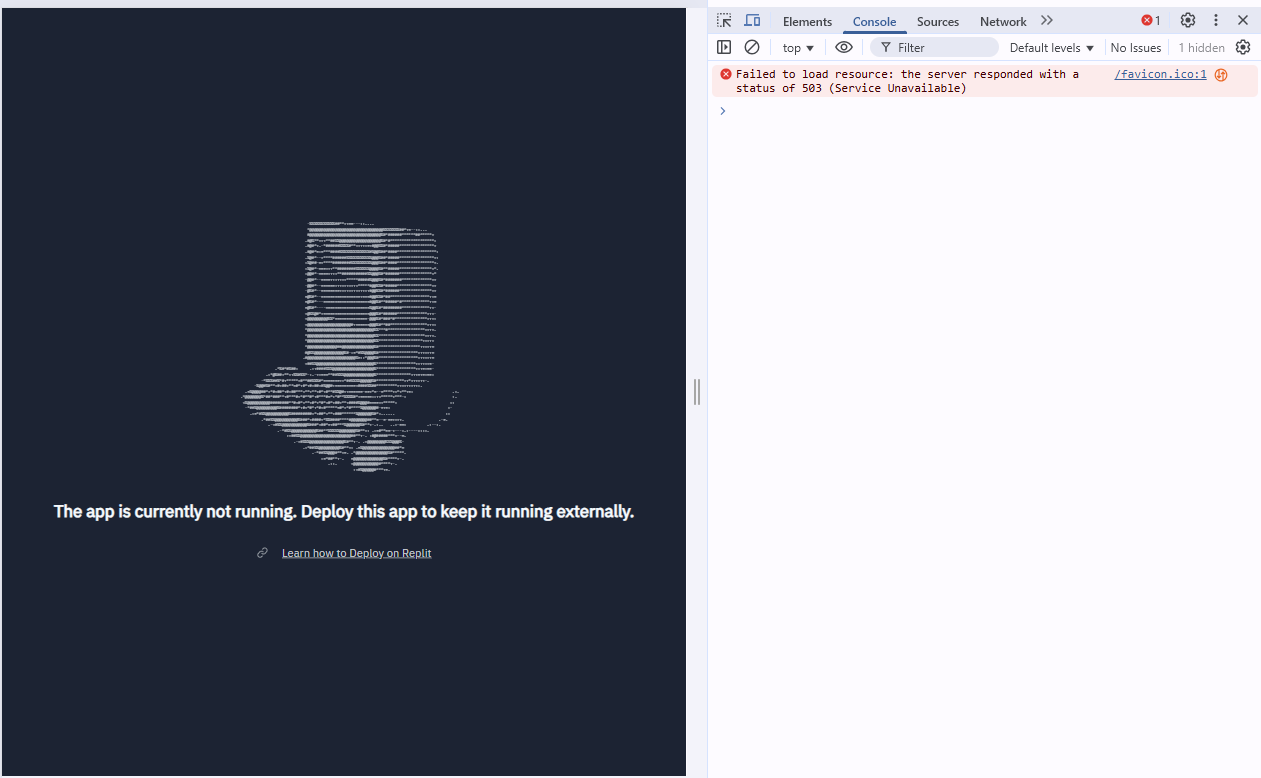 The app is currently not running. Deploy this app to keep it running externally.
Learn how to Deploy on Replit
Elements Console Sources Network 1
top Filter Default levels No Issues 1 hidden
Failed to load resource: the server responded with a /favicon.ico:1
status of 503 (Service Unavailable)